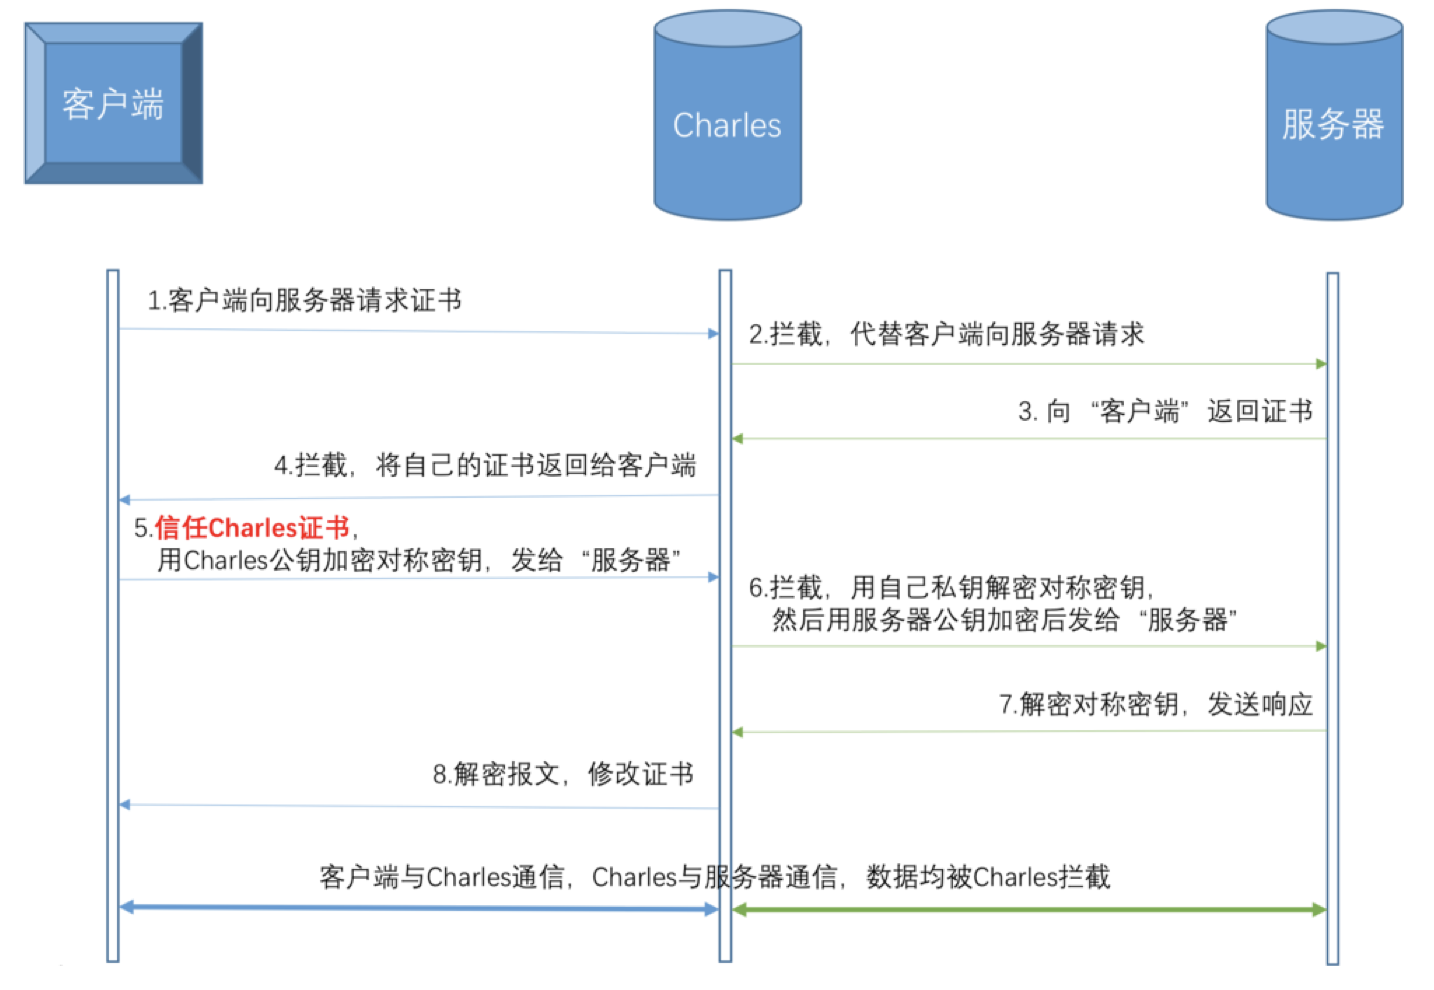 客户端
Charles
服务器
1.客户端向服务器请求证书
2.拦截，代替客户端向服务器请求
3. 向 “客户端” 返回证书
4.拦截，将自己的证书返回给客户端
5.信任Charles证书，
用Charles公钥加密对称密钥，发给 “服务器”
6.拦截，用自己私钥解密对称密钥，
然后用服务器公钥加密后发给 “服务器”
7.解密对称密钥，发送响应
8.解密报文，修改证书
客户端与Charles通信，Charles与服务器通信，数据均被Charles拦截